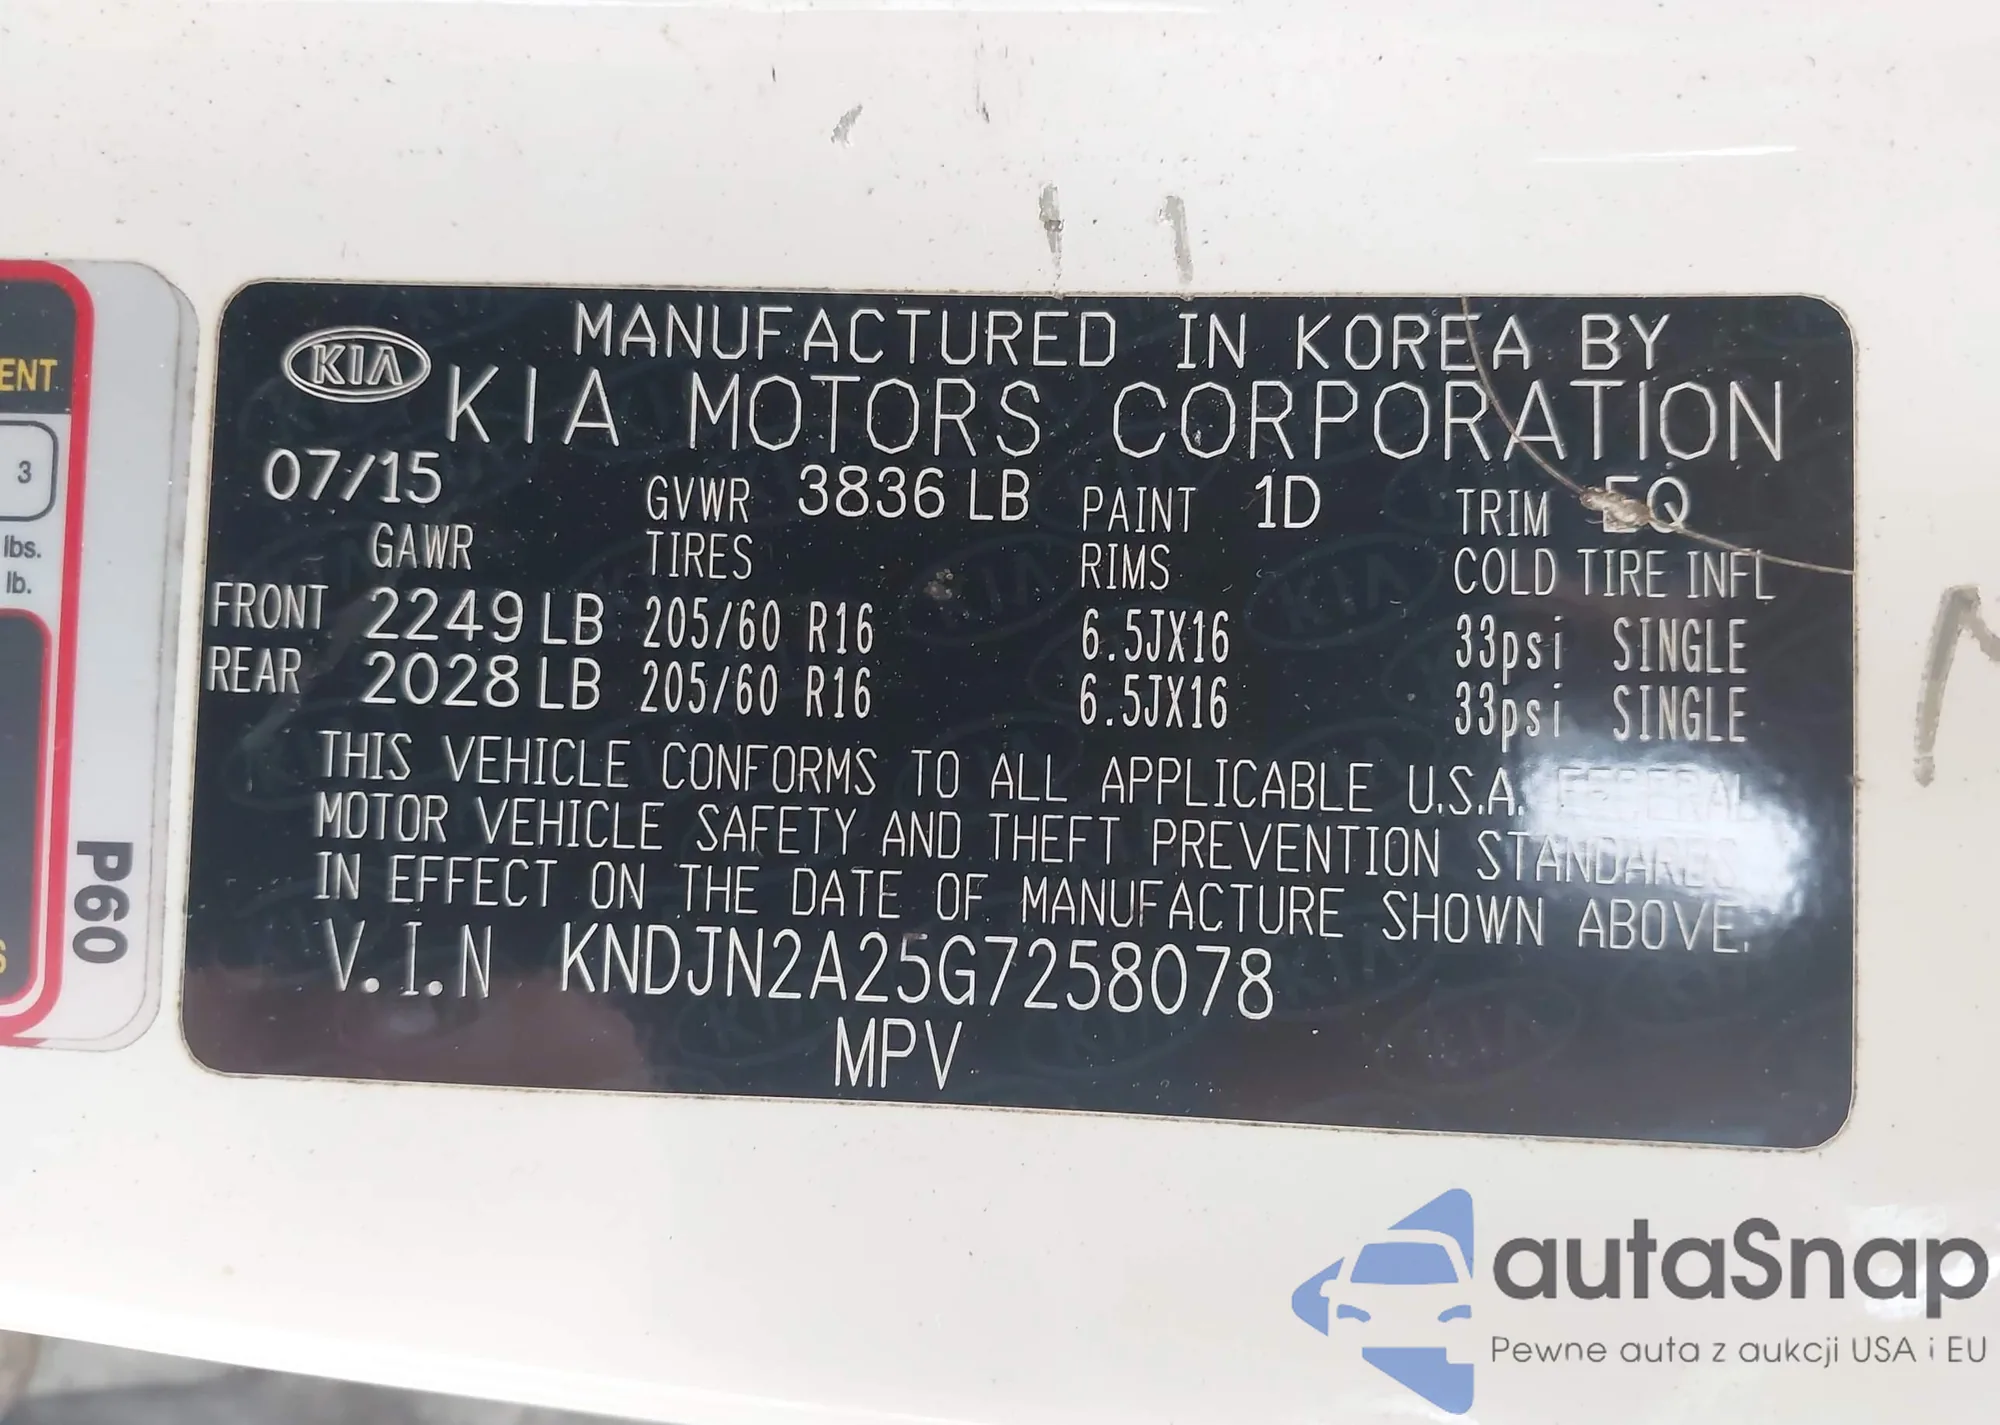 ENT
3
lbs.
lb.
S
P60
KIA
MANUFACTURED IN KOREA BY
KIA MOTORS CORPORATION
07/15 GVWR 3836 LB PAINT 1D TRIM EQ
GAWR TIRES RIMS COLD TIRE INFL
FRONT 2249 LB 205/60 R16 6.5JX16 33psi SINGLE
REAR 2028 LB 205/60 R16 6.5JX16 33psi SINGLE
THIS VEHICLE CONFORMS TO ALL APPLICABLE U.S.A. FEDERAL
MOTOR VEHICLE SAFETY AND THEFT PREVENTION STANDARDS
IN EFFECT ON THE DATE OF MANUFACTURE SHOWN ABOVE.
V.I.N KNDJN2A25G7258078
MPV
autaSnap
Pewne auta z aukcji USA i EU